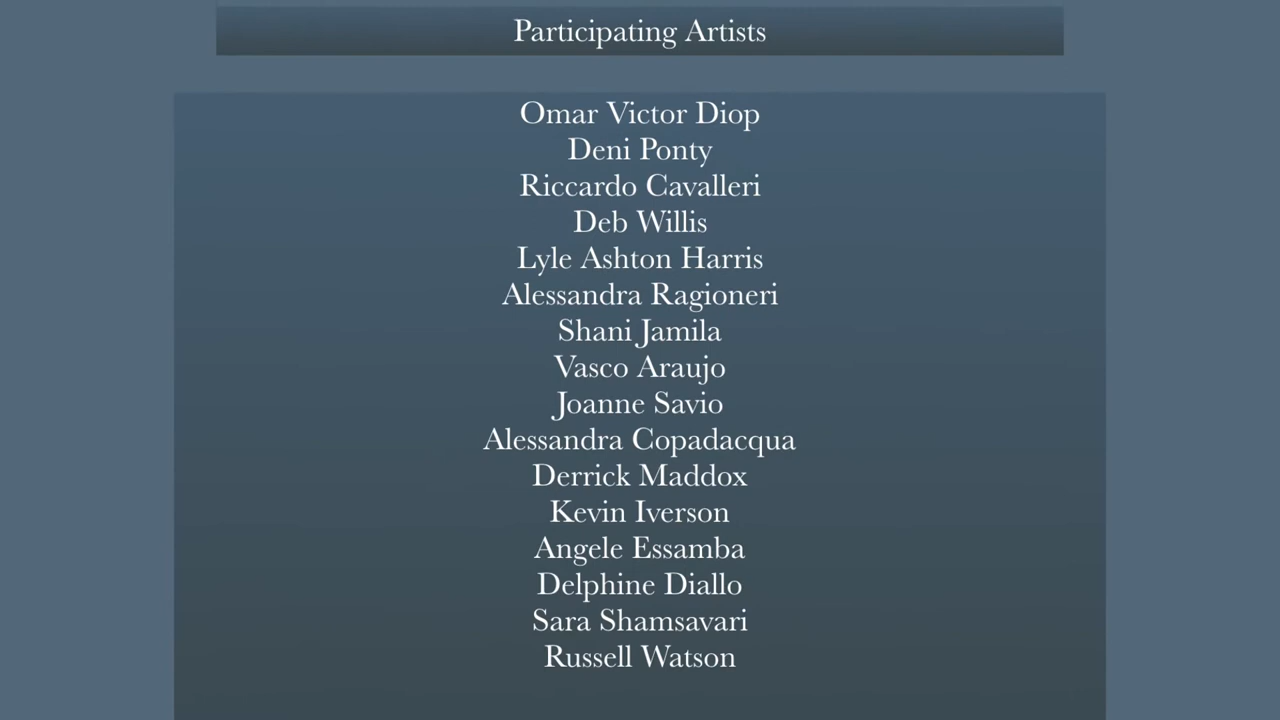 Participating Artists
Omar Victor Diop
Deni Ponty
Riccardo Cavalleri
Deb Willis
Lyle Ashton Harris
Alessandra Ragioneri
Shani Jamila
Vasco Araujo
Joanne Savio
Alessandra Copadacqua
Derrick Maddox
Kevin Iverson
Angele Essamba
Delphine Diallo
Sara Shamsavari
Russell Watson